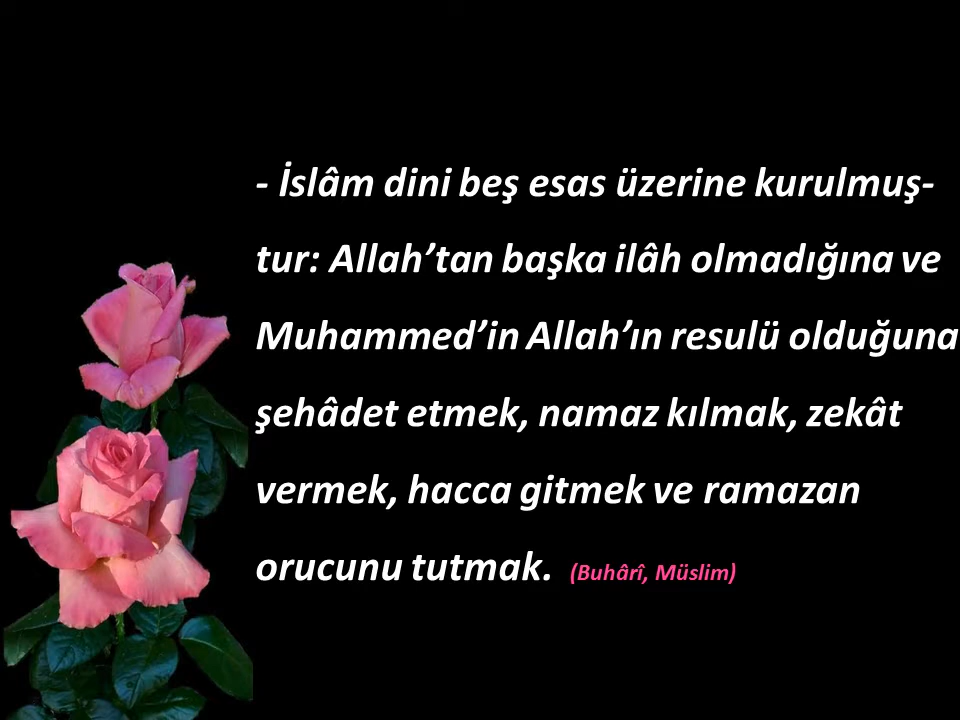 - İslâm dini beş esas üzerine kurulmuş-
tur: Allah’tan başka ilâh olmadığına ve
Muhammed’in Allah’ın resulü olduğuna
şehâdet etmek, namaz kılmak, zekât
vermek, hacca gitmek ve ramazan
orucunu tutmak. (Buhârî, Müslim)